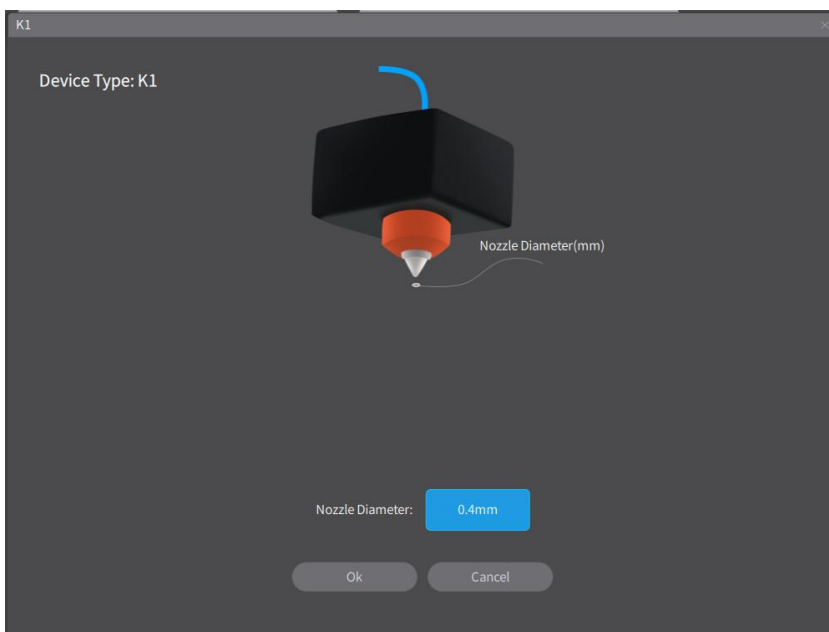 K1
Device Type: K1
Nozzle Diameter(mm)
Nozzle Diameter: 0.4mm
Ok Cancel